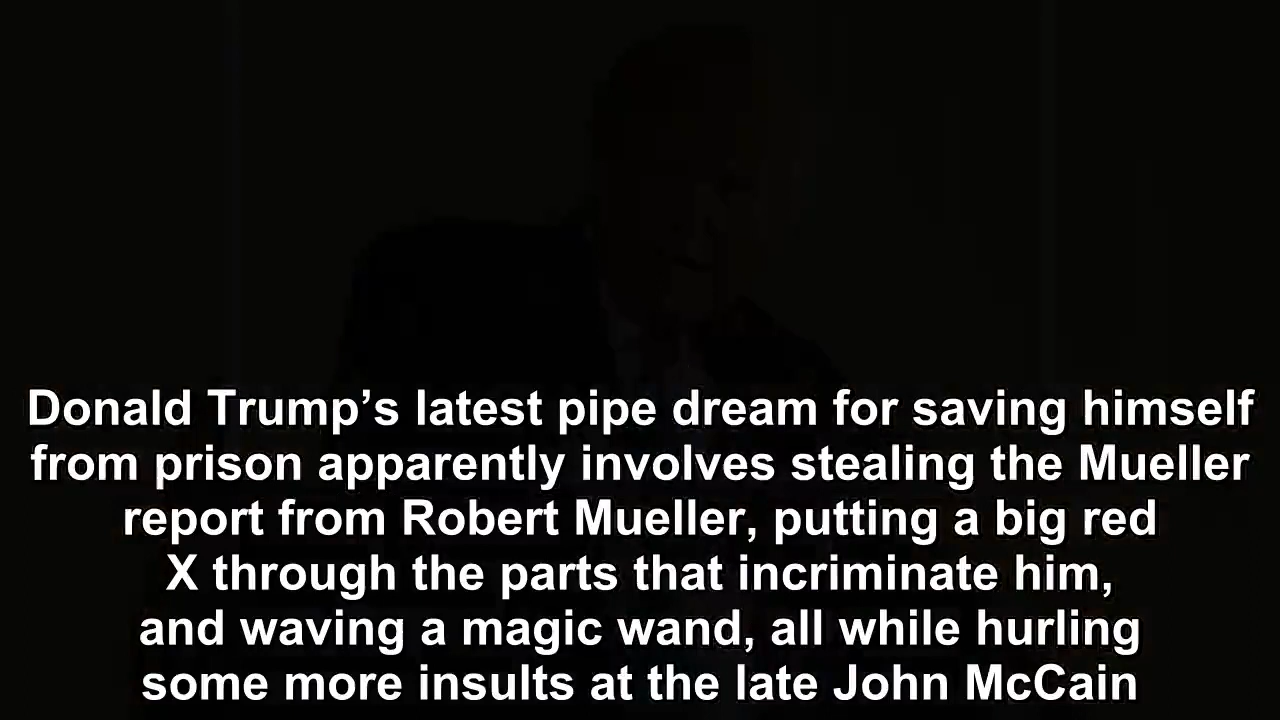 Donald Trump’s latest pipe dream for saving himself
from prison apparently involves stealing the Mueller
report from Robert Mueller, putting a big red
X through the parts that incriminate him,
and waving a magic wand, all while hurling
some more insults at the late John McCain